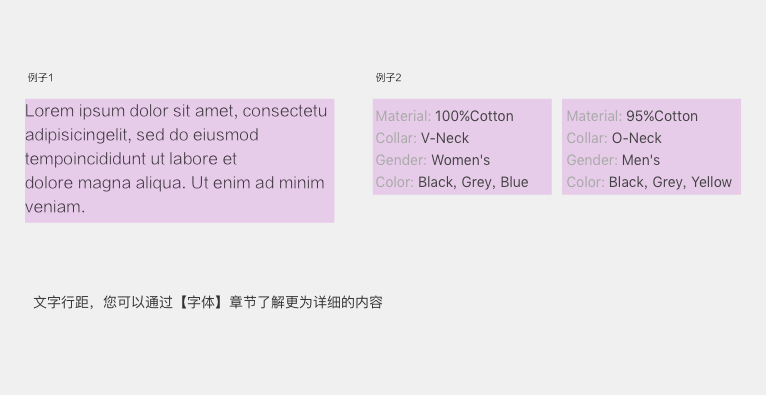 例子1
Lorem ipsum dolor sit amet, consectetu
adipisicingelit, sed do eiusmod
tempoincididunt ut labore et
dolore magna aliqua. Ut enim ad minim
veniam.
例子2
Material: 100%Cotton
Collar: V-Neck
Gender: Women's
Color: Black, Grey, Blue
Material: 95%Cotton
Collar: O-Neck
Gender: Men's
Color: Black, Grey, Yellow
文字行距，您可以通过【字体】章节了解更为详细的内容